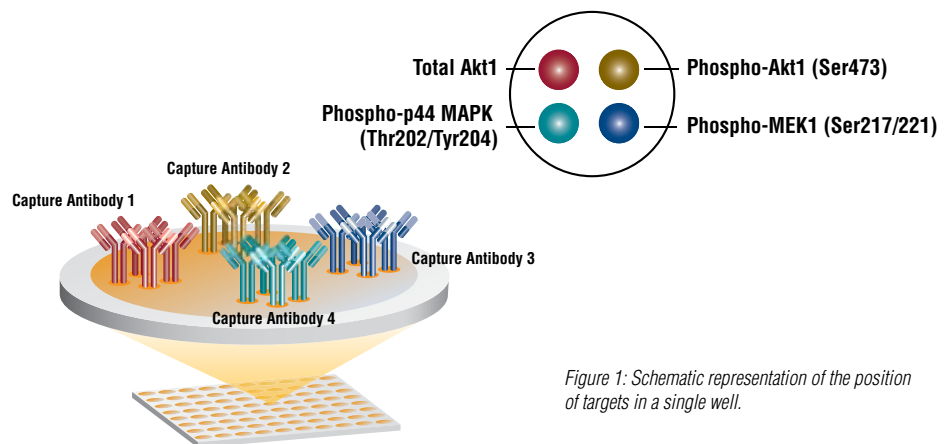 Total Akt1
Phospho-Akt1 (Ser473)
Phospho-p44 MAPK
(Thr202/Tyr204)
Phospho-MEK1 (Ser217/221)
Capture Antibody 2
Capture Antibody 1
Capture Antibody 3
Capture Antibody 4
Figure 1: Schematic representation of the position
of targets in a single well.